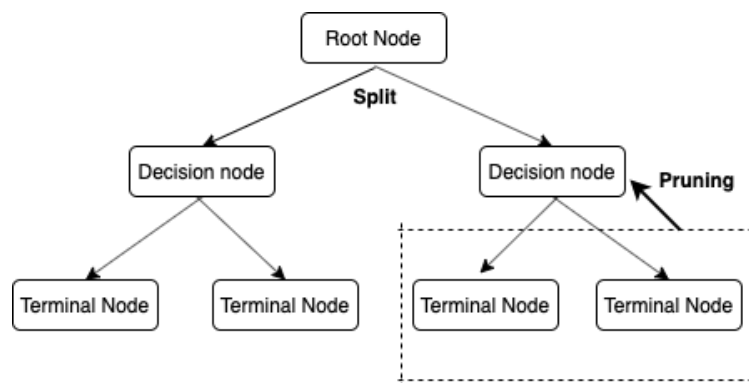 Root Node
Split
Decision node
Decision node
Pruning
Terminal Node
Terminal Node
Terminal Node
Terminal Node